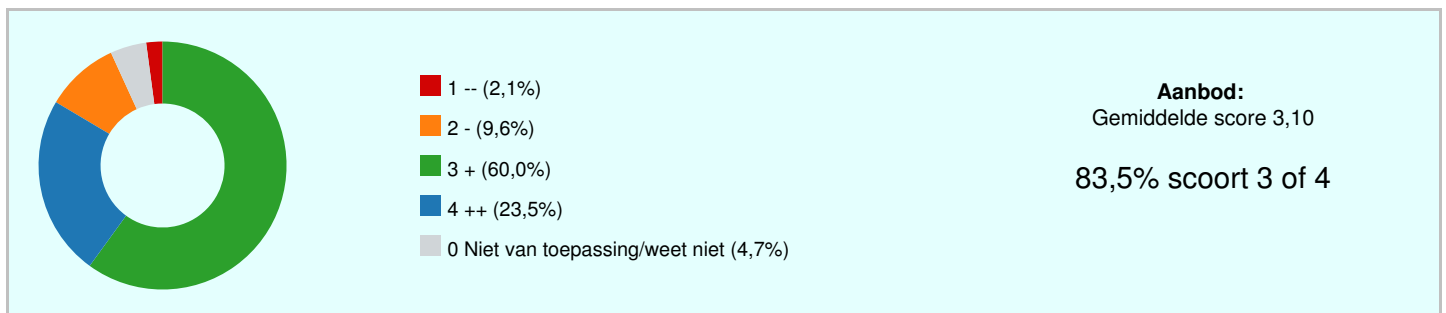 1 -- (2,1%)
2 - (9,6%)
3 + (60,0%)
4 ++ (23,5%)
0 Niet van toepassing/weet niet (4,7%)
Aanbod:
Gemiddelde score 3,10
83,5% scoort 3 of 4